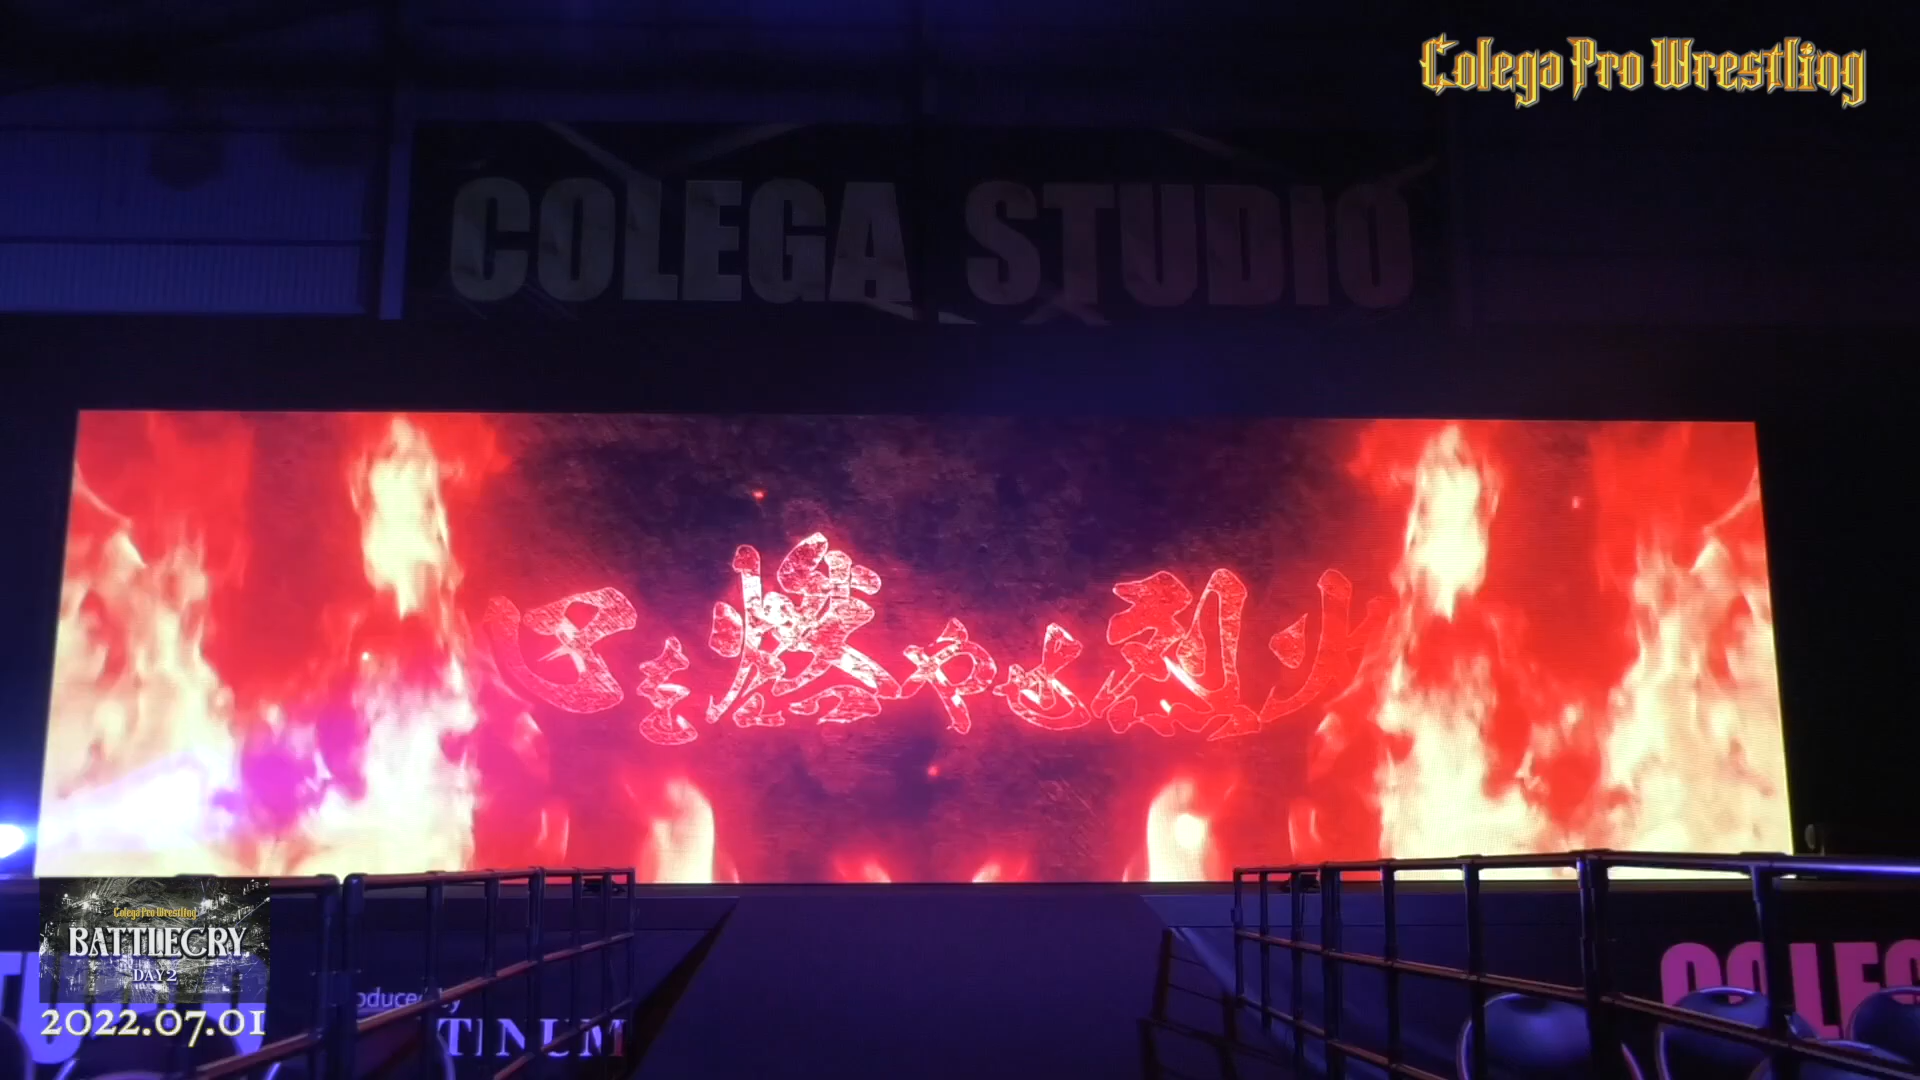 Colega Pro Wrestling
COLEGA STUDIO
を燃やせ烈火
Colega Pro Wrestling
BATTLECRY
DAY2
2022.07.01